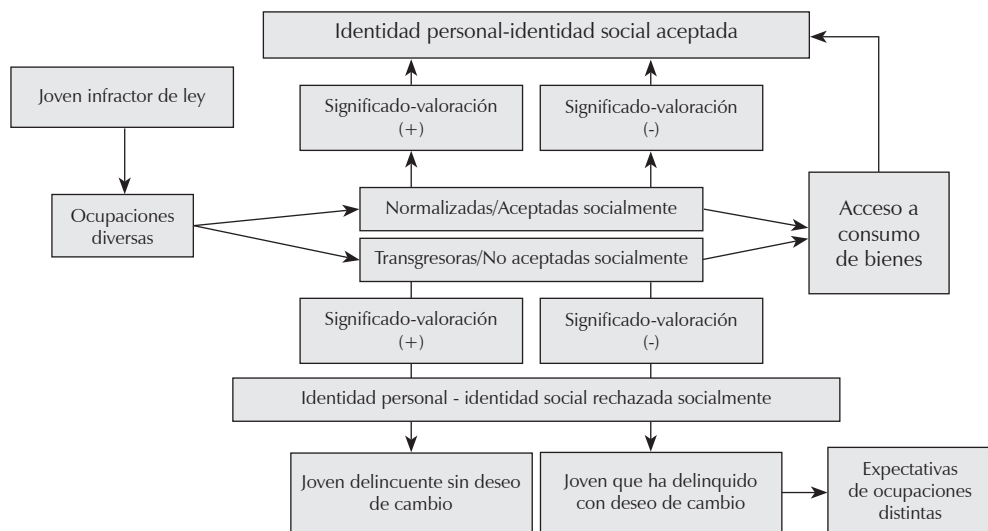 Identidad personal-identidad social aceptada
Joven infractor de ley
Significado-valoración
(+)
Significado-valoración
(-)
Ocupaciones
diversas
Normalizadas/Aceptadas socialmente
Transgresoras/No aceptadas socialmente
Acceso a
consumo
de bienes
Significado-valoración
(+)
Significado-valoración
(-)
Identidad personal - identidad social rechazada socialmente
Joven delincuente sin deseo
de cambio
Joven que ha delinquido
con deseo de cambio
Expectativas
de ocupaciones
distintas